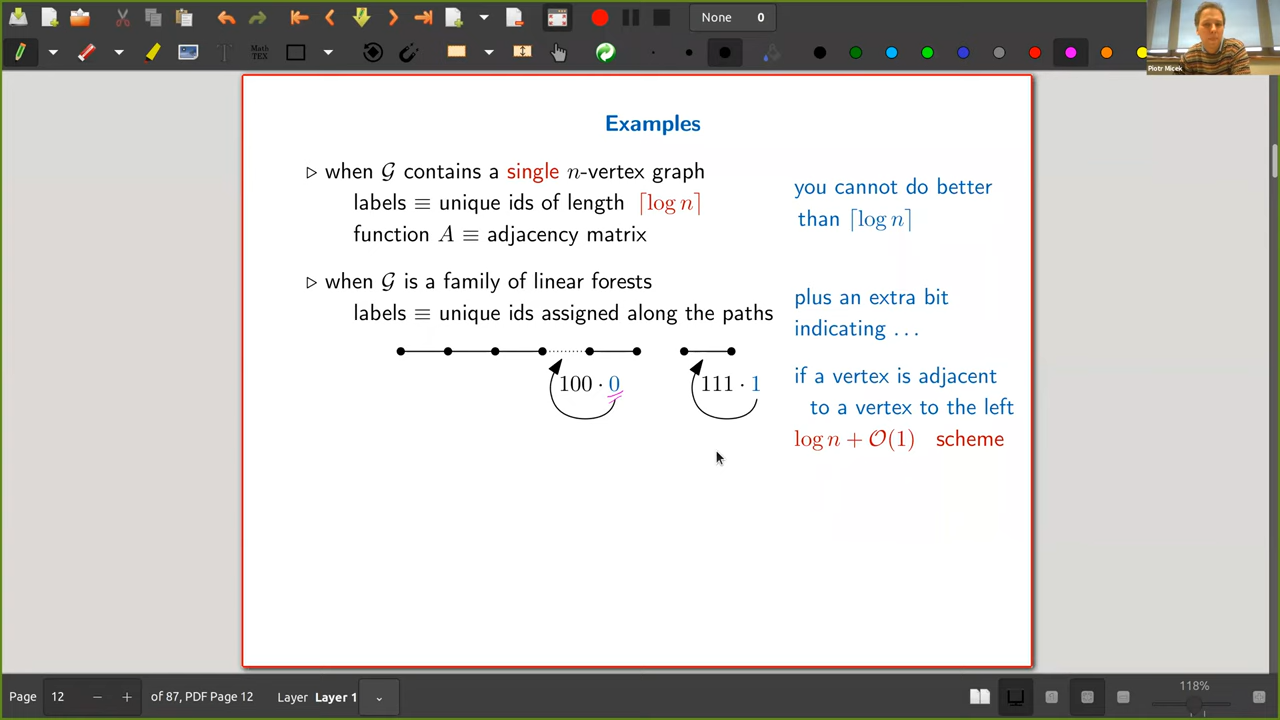 None 0
Math
TEX
Piotr Micek
Examples
▷ when 𝒢 contains a single n-vertex graph
labels ≡ unique ids of length ⌈log n⌉
function A ≡ adjacency matrix
you cannot do better
than ⌈log n⌉
▷ when 𝒢 is a family of linear forests
labels ≡ unique ids assigned along the paths
plus an extra bit
indicating ...
100 · 0
111 · 1
if a vertex is adjacent
to a vertex to the left
log n + 𝒪(1) scheme
Page 12 of 87, PDF Page 12 Layer Layer 1
118%